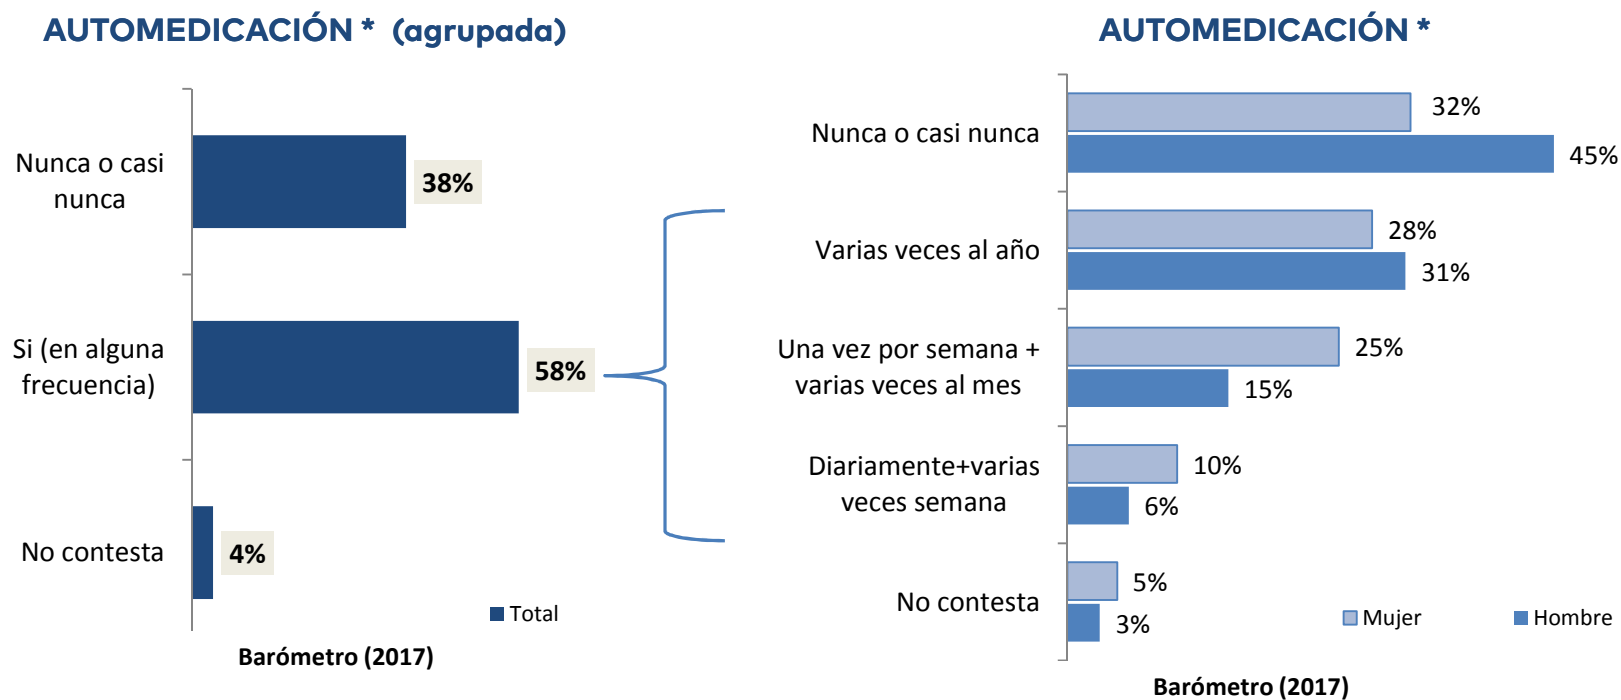 AUTOMEDICACIÓN * (agrupada)
Nunca o casi
nunca
38%
Si (en alguna
frecuencia)
58%
No contesta
4%
Total
Barómetro (2017)
AUTOMEDICACIÓN *
Nunca o casi nunca
32%
45%
Varias veces al año
28%
31%
Una vez por semana +
varias veces al mes
25%
15%
Diariamente+varias
veces semana
10%
6%
No contesta
5%
3%
Mujer
Hombre
Barómetro (2017)